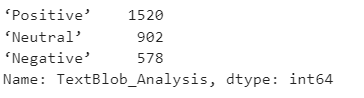 ‘Positive’    1520
‘Neutral’      902
‘Negative’     578
Name: TextBlob_Analysis, dtype: int64